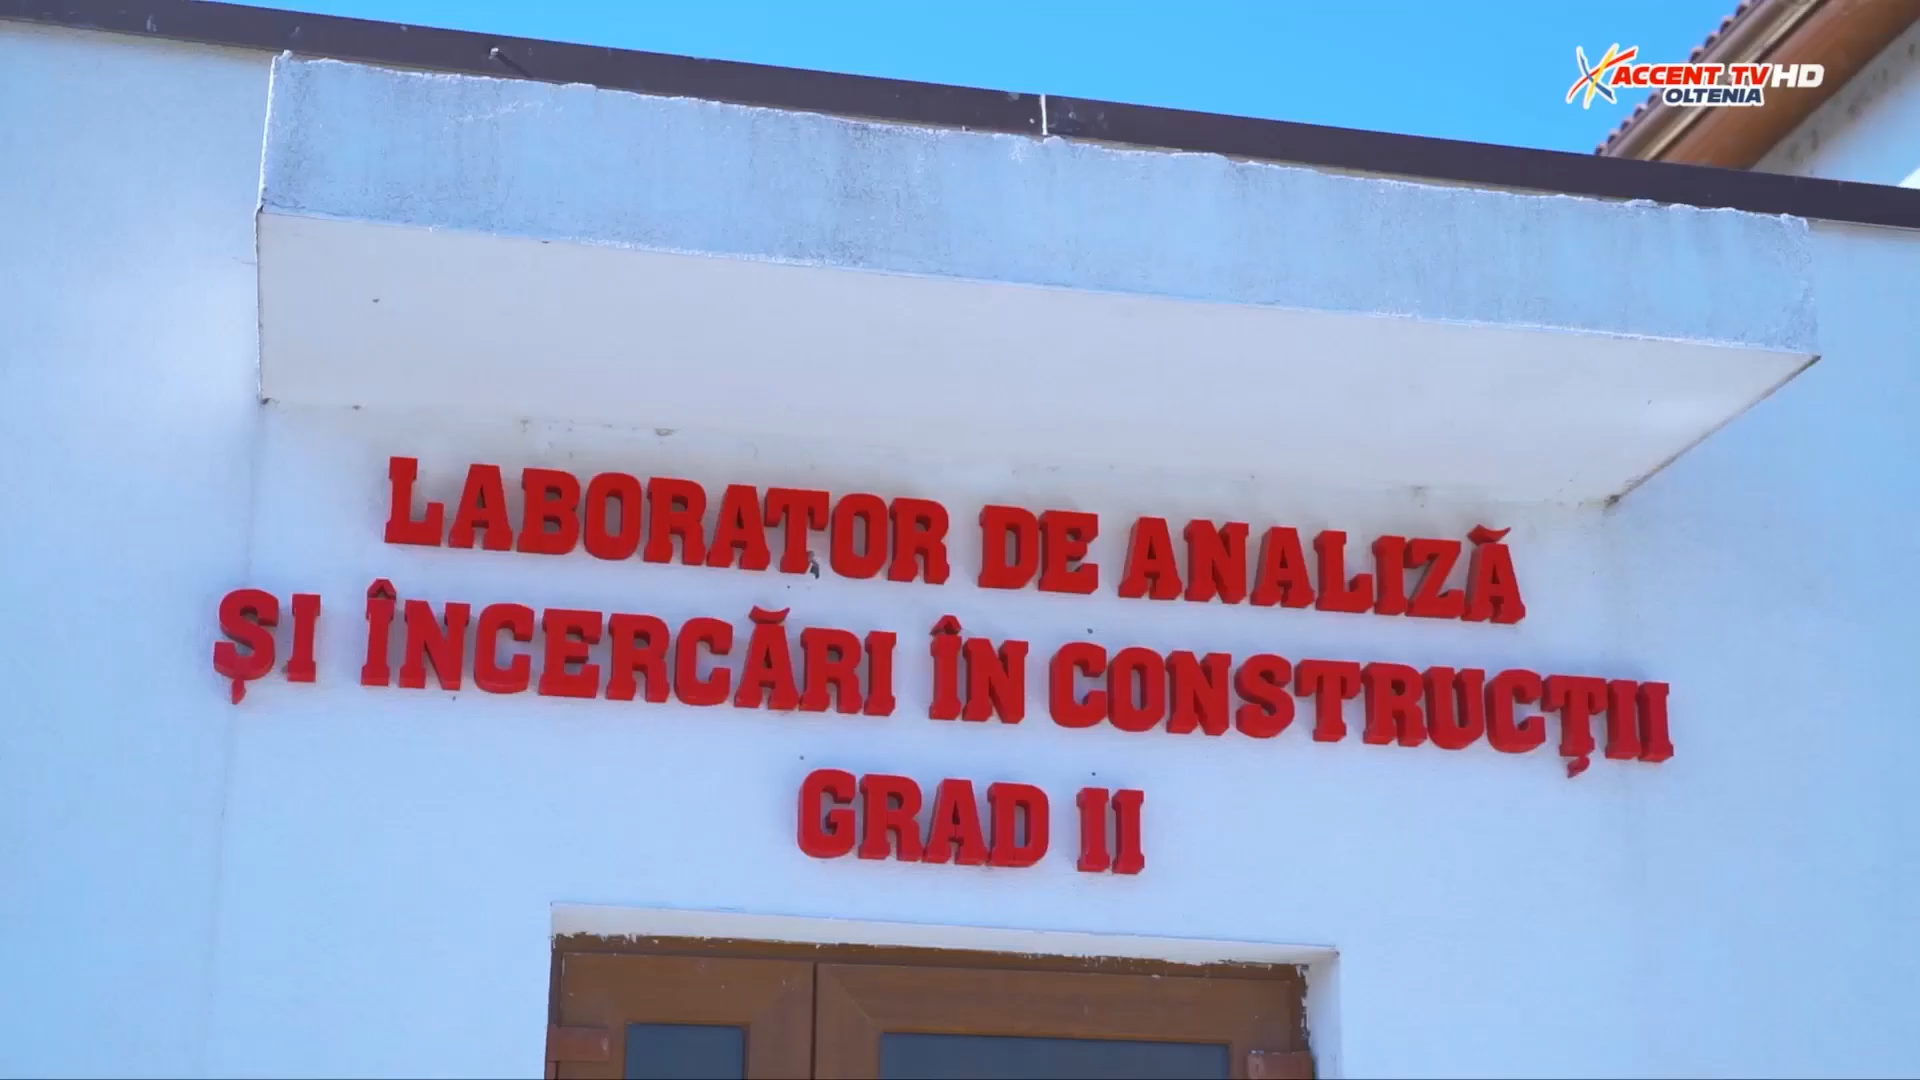 ACCENT TV HD
OLTENIA
LABORATOR DE ANALIZĂ
ȘI ÎNCERCĂRI ÎN CONSTRUCȚII
GRAD II